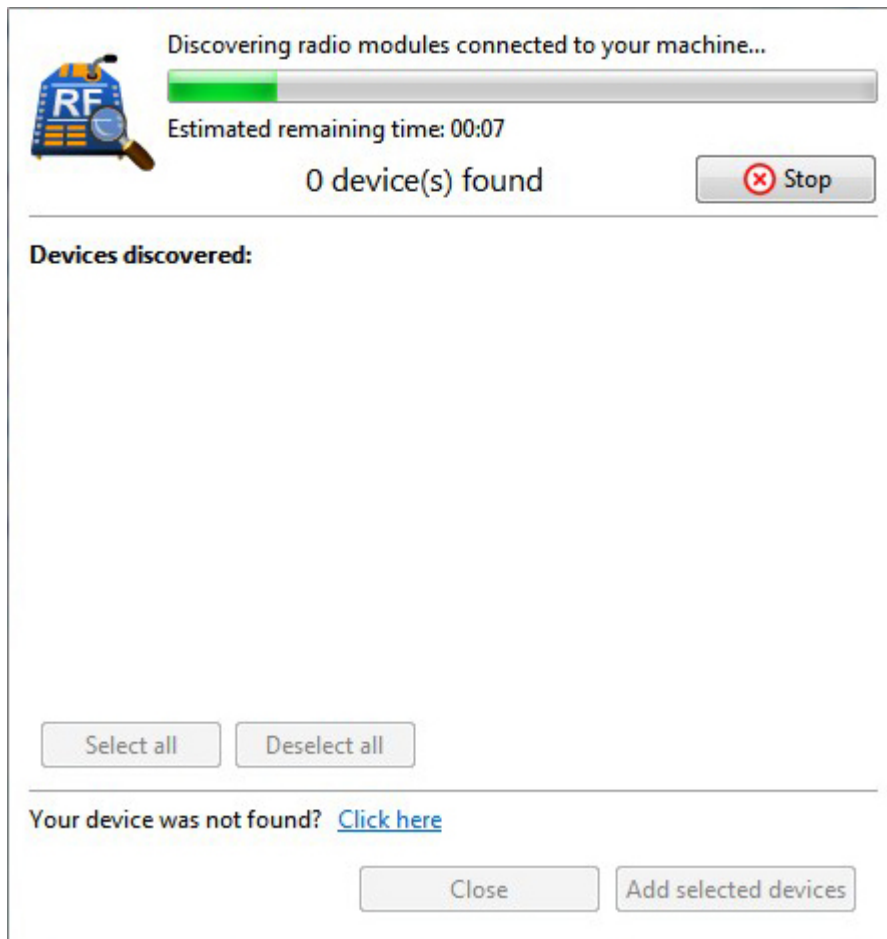 Discovering radio modules connected to your machine...
RF
Estimated remaining time: 00:07
0 device(s) found
Stop
Devices discovered:
Select all
Deselect all
Your device was not found? Click here
Close
Add selected devices